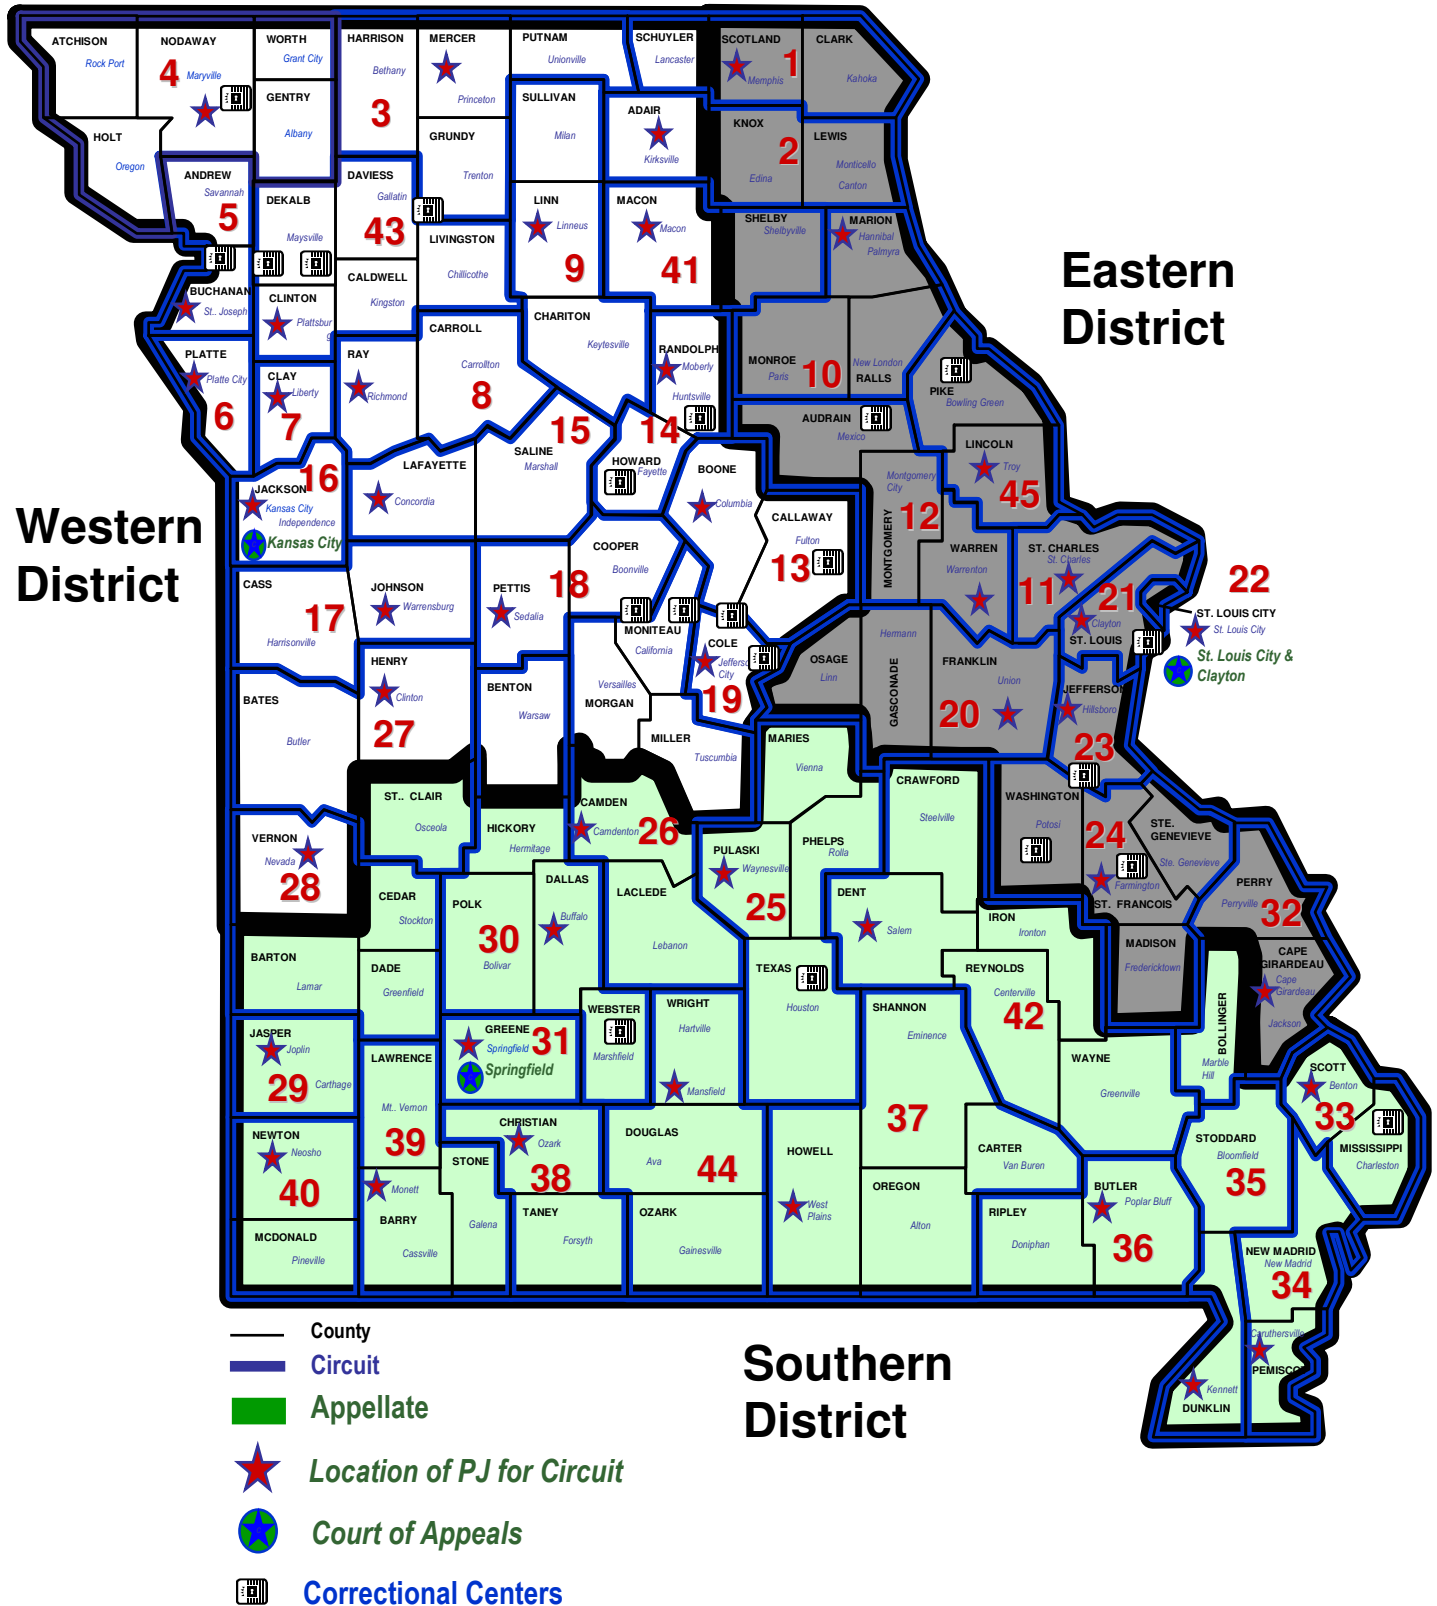 ATCHISON
Rock Port
NODAWAY
4
Maryville
WORTH
Grant City
HARRISON
Bethany
3
MERCER
Princeton
PUTNAM
Unionville
SCHUYLER
Lancaster
SCOTLAND
1
Memphis
CLARK
Kahoka
GENTRY
Albany
SULLIVAN
Milan
ADAIR
Kirksville
KNOX
2
Edina
LEWIS
Monticello
Canton
HOLT
Oregon
GRUNDY
Trenton
ANDREW
Savannah
5
DEKALB
Maysville
DAVIESS
Gallatin
43
LINN
Linneus
9
MACON
Macon
41
SHELBY
Shelbyville
MARION
Hannibal
Palmyra
LIVINGSTON
Chillicothe
Eastern
District
BUCHANAN
St.. Joseph
CLINTON
Plattsbur
g
CALDWELL
Kingston
CARROLL
Carrollton
8
CHARITON
Keytesville
RANDOLPH
Moberly
Huntsville
14
MONROE
Paris
10
New London
RALLS
PIKE
Bowling Green
PLATTE
Platte City
6
CLAY
Liberty
7
RAY
Richmond
15
AUDRAIN
Mexico
LINCOLN
Troy
45
16
JACKSON
Kansas City
Independence
Kansas City
LAFAYETTE
Concordia
SALINE
Marshall
HOWARD
Fayette
BOONE
Columbia
CALLAWAY
Fulton
13
Montgomery
City
12
MONTGOMERY
WARREN
Warrenton
ST. CHARLES
St. Charles
11
21
Clayton
ST. LOUIS
22
ST. LOUIS CITY
St. Louis City
St. Louis City &
Clayton
Western
District
CASS
17
Harrisonville
JOHNSON
Warrensburg
PETTIS
Sedalia
18
COOPER
Boonville
MONITEAU
California
COLE
Jefferso
City
19
OSAGE
Linn
Hermann
GASCONADE
FRANKLIN
Union
20
JEFFERSON
Hillsboro
23
BATES
Butler
HENRY
Clinton
27
BENTON
Warsaw
Versailles
MORGAN
MILLER
Tuscumbia
MARIES
Vienna
CRAWFORD
Steelville
WASHINGTON
Potosi
24
Farmington
ST. FRANCOIS
STE.
GENEVIEVE
Ste. Genevieve
ST.. CLAIR
Osceola
HICKORY
Hermitage
CAMDEN
Camdenton
26
VERNON
Nevada
28
PULASKI
Waynesville
25
PHELPS
Rolla
DENT
Salem
IRON
Ironton
PERRY
Perryville
32
CEDAR
Stockton
POLK
30
Bolivar
DALLAS
Buffalo
LACLEDE
Lebanon
MADISON
Fredericktown
CAPE
GIRARDEAU
Cape
Girardeau
Jackson
BARTON
Lamar
DADE
Greenfield
TEXAS
Houston
REYNOLDS
Centerville
42
BOLLINGER
Marble
Hill
JASPER
Joplin
29
Carthage
LAWRENCE
Mt.. Vernon
39
GREENE
Springfield
31
Springfield
WEBSTER
Marshfield
WRIGHT
Hartville
Mansfield
SHANNON
Eminence
37
WAYNE
Greenville
SCOTT
Benton
33
MISSISSIPPI
Charleston
NEWTON
Neosho
40
CHRISTIAN
Ozark
38
DOUGLAS
Ava
44
HOWELL
West
Plains
CARTER
Van Buren
STODDARD
Bloomfield
35
MCDONALD
Pineville
Monett
BARRY
Cassville
STONE
Galena
TANEY
Forsyth
OZARK
Gainesville
OREGON
Alton
RIPLEY
Doniphan
BUTLER
Poplar Bluff
36
NEW MADRID
New Madrid
34
Caruthersville
PEMISCO
Kennett
DUNKLIN
Southern
District
County
Circuit
Appellate
Location of PJ for Circuit
Court of Appeals
Correctional Centers